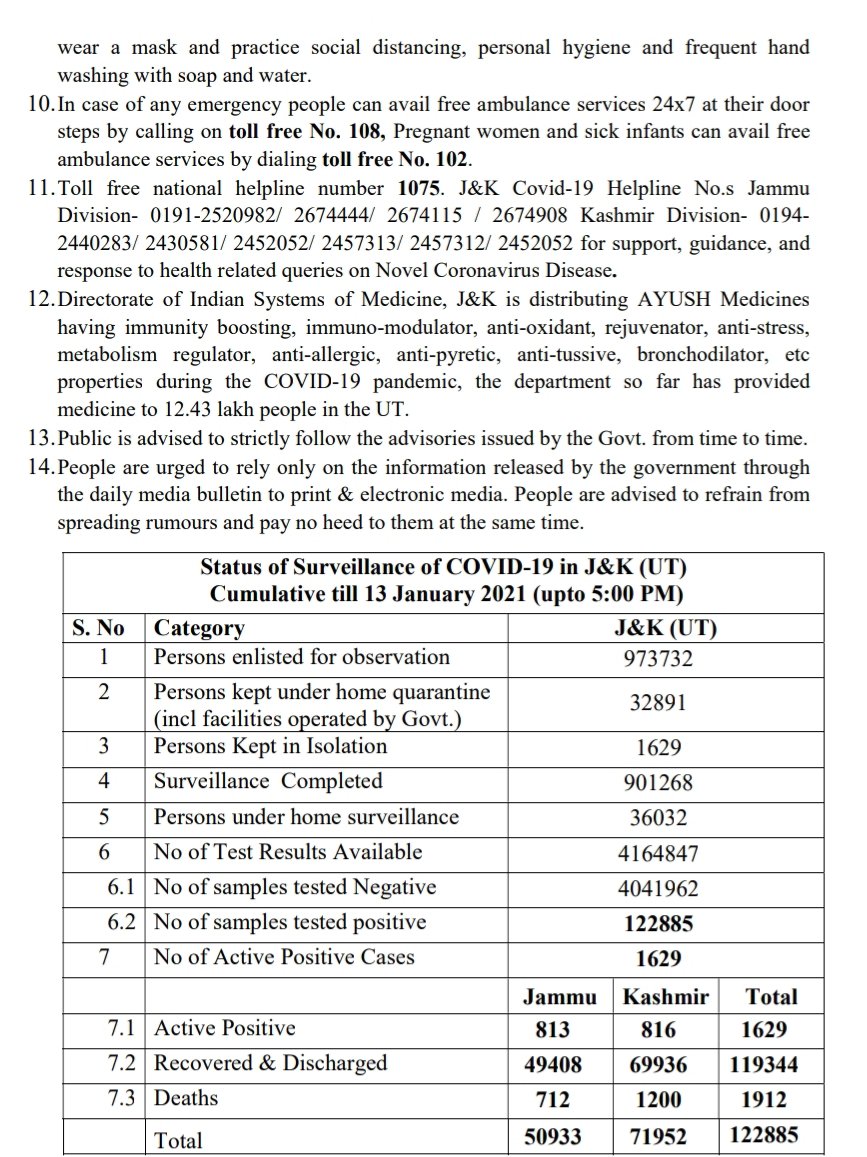 wear a mask and practice social distancing, personal hygiene and frequent hand
washing with soap and water.
10. In case of any emergency people can avail free ambulance services 24x7 at their door
steps by calling on toll free No. 108, Pregnant women and sick infants can avail free
ambulance services by dialing toll free No. 102.
11. Toll free national helpline number 1075. J&K Covid-19 Helpline No.s Jammu
Division- 0191-2520982/ 2674444/ 2674115 / 2674908 Kashmir Division- 0194-
2440283/ 2430581/ 2452052/ 2457313/ 2457312/ 2452052 for support, guidance, and
response to health related queries on Novel Coronavirus Disease.
12. Directorate of Indian Systems of Medicine, J&K is distributing AYUSH Medicines
having immunity boosting, immuno-modulator, anti-oxidant, rejuvenator, anti-stress,
metabolism regulator, anti-allergic, anti-pyretic, anti-tussive, bronchodilator, etc
properties during the COVID-19 pandemic, the department so far has provided
medicine to 12.43 lakh people in the UT.
13. Public is advised to strictly follow the advisories issued by the Govt. from time to time.
14. People are urged to rely only on the information released by the government through
the daily media bulletin to print & electronic media. People are advised to refrain from
spreading rumours and pay no heed to them at the same time.
Status of Surveillance of COVID-19 in J&K (UT)
Cumulative till 13 January 2021 (upto 5:00 PM)
S. No Category J&K (UT)
1 Persons enlisted for observation 973732
2 Persons kept under home quarantine
(incl facilities operated by Govt.) 32891
3 Persons Kept in Isolation 1629
4 Surveillance Completed 901268
5 Persons under home surveillance 36032
6 No of Test Results Available 4164847
6.1 No of samples tested Negative 4041962
6.2 No of samples tested positive 122885
7 No of Active Positive Cases 1629
Jammu Kashmir Total
7.1 Active Positive 813 816 1629
7.2 Recovered & Discharged 49408 69936 119344
7.3 Deaths 712 1200 1912
Total 50933 71952 122885